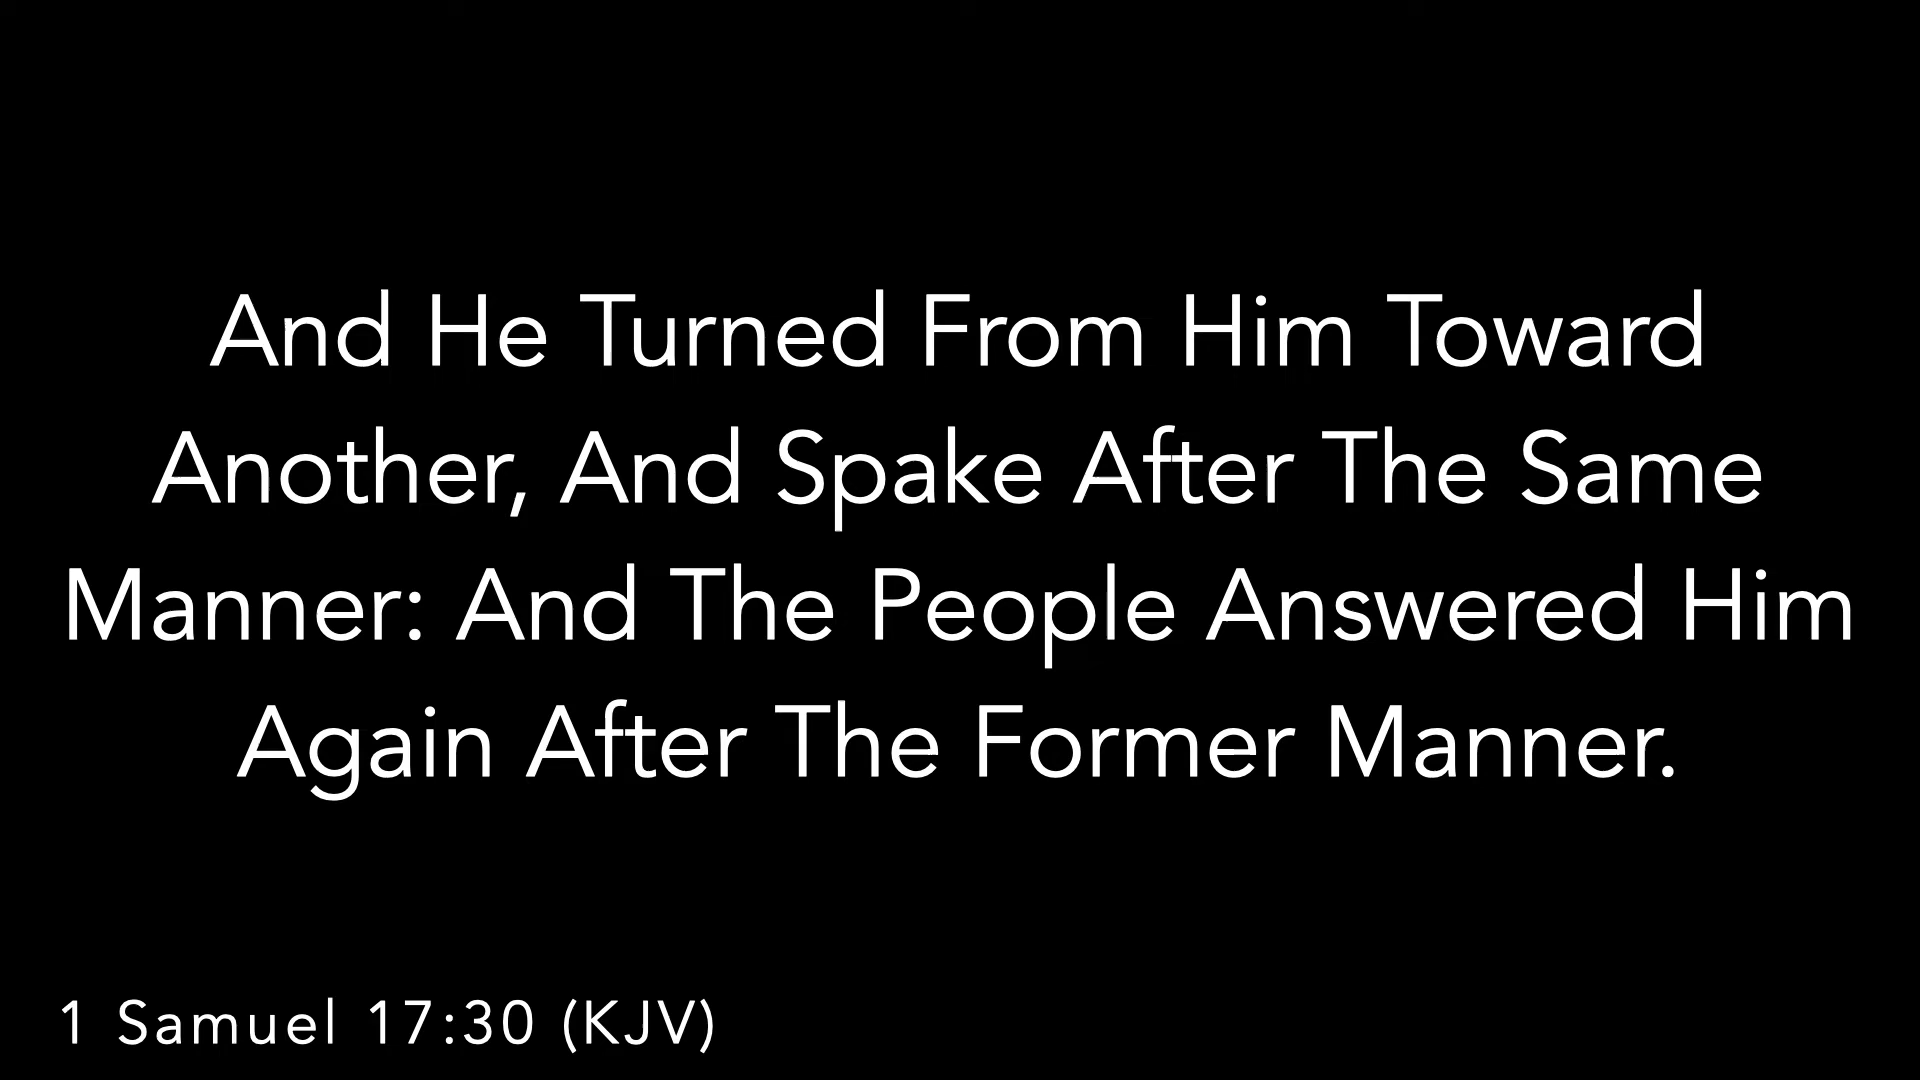 And He Turned From Him Toward
Another, And Spake After The Same
Manner: And The People Answered Him
Again After The Former Manner.
1 Samuel 17:30 (KJV)